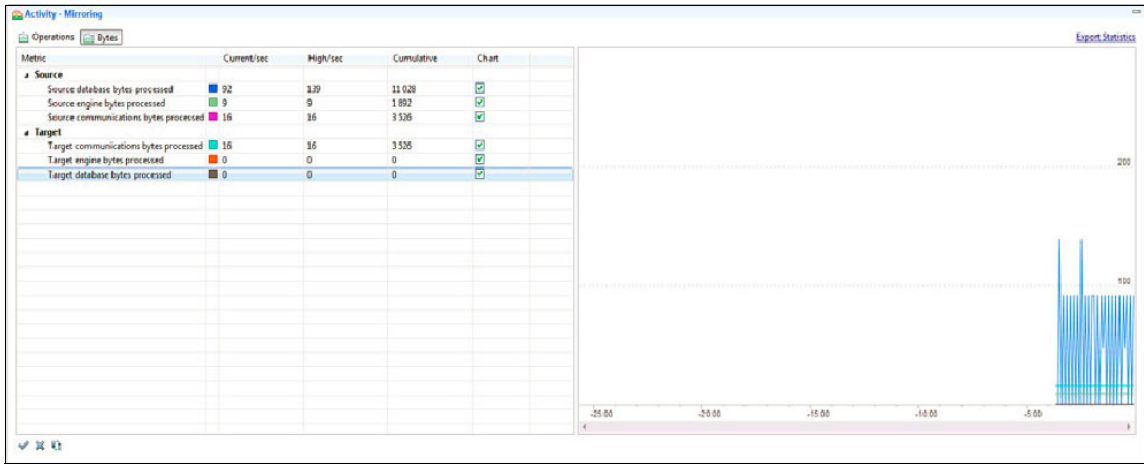 Activity - Mirroring
Operations Bytes Export Statistics
Metric Current/sec High/sec Cumulative Chart
Source
Source database bytes processed 92 139 11 028
Source engine bytes processed 9 9 1 892
Source communications bytes processed 16 16 3 526
Target
Target communications bytes processed 16 16 3 526
Target engine bytes processed 0 0 0
Target database bytes processed 0 0 0
200
100
-25:00 -20:00 -15:00 -10:00 -5:00